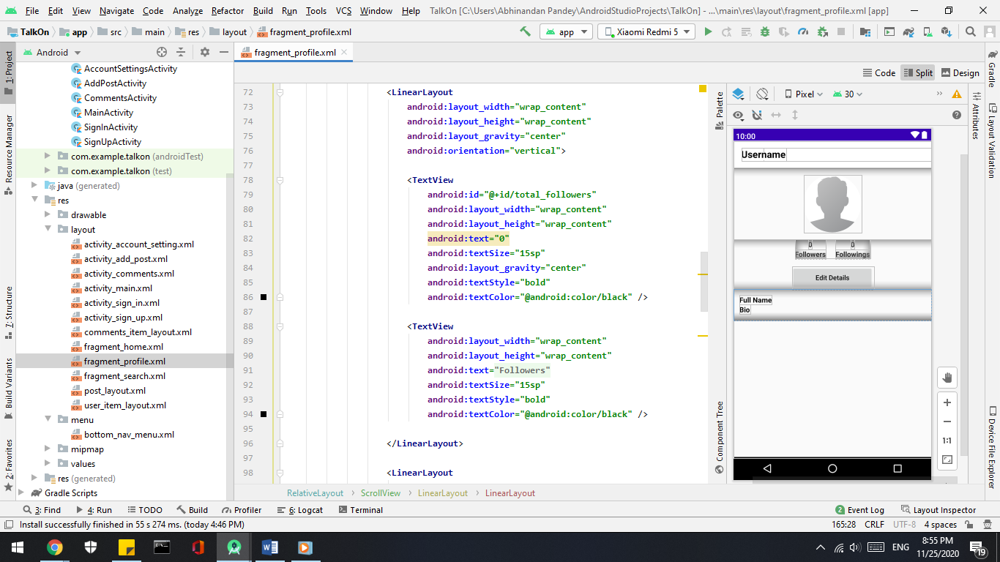 File Edit View Navigate Code Analyze Refactor Build Run Tools VCS Window Help TalkOn [C:\Users\Abhinandan Pandey\AndroidStudioProjects\TalkOn] - ...\main\res\layout\fragment_profile.xml [app]
TalkOn app src main res layout fragment_profile.xml app Xiaomi Redmi 5
Android fragment_profile.xml
Code Split Design
1: Project
Resource Manager
7: Structure
Build Variants
2: Favorites
AccountSettingsActivity
AddPostActivity
CommentsActivity
MainActivity
SignInActivity
SignUpActivity
com.example.talkon (androidTest)
com.example.talkon (test)
java (generated)
res
drawable
layout
activity_account_setting.xml
activity_add_post.xml
activity_comments.xml
activity_main.xml
activity_sign_in.xml
activity_sign_up.xml
comments_item_layout.xml
fragment_home.xml
fragment_profile.xml
fragment_search.xml
post_layout.xml
user_item_layout.xml
menu
bottom_nav_menu.xml
mipmap
values
res (generated)
Gradle Scripts
72 <LinearLayout
73 android:layout_width="wrap_content"
74 android:layout_height="wrap_content"
75 android:layout_gravity="center"
76 android:orientation="vertical">
77
78 <TextView
79 android:id="@+id/total_followers"
80 android:layout_width="wrap_content"
81 android:layout_height="wrap_content"
82 android:text="0"
83 android:textSize="15sp"
84 android:layout_gravity="center"
85 android:textStyle="bold"
86 android:textColor="@android:color/black" />
87
88 <TextView
89 android:layout_width="wrap_content"
90 android:layout_height="wrap_content"
91 android:text="Followers"
92 android:textSize="15sp"
93 android:textStyle="bold"
94 android:textColor="@android:color/black" />
95
96 </LinearLayout>
97
98 <LinearLayout
RelativeLayout ScrollView LinearLayout LinearLayout
Palette
Component Tree
Pixel 30
10:00
Username
0 0
Followers Followings
Edit Details
Full Name
Bio
1:1
Gradle
Attributes
Layout Validation
Device File Explorer
3: Find 4: Run TODO Build Profiler 6: Logcat Terminal 2 Event Log Layout Inspector
Install successfully finished in 55 s 274 ms. (today 4:46 PM) 165:28 CRLF UTF-8 4 spaces
ENG 8:55 PM
11/25/2020 19